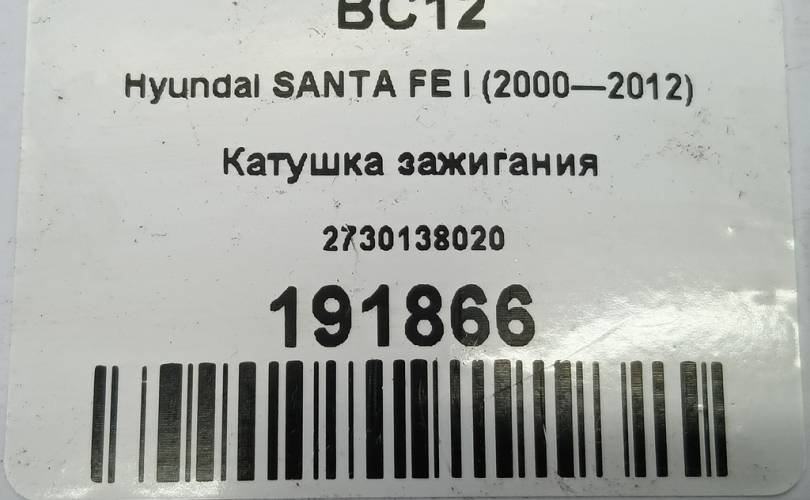 BC12
Hyundai SANTA FE I (2000—2012)
Катушка зажигания
2730138020
191866